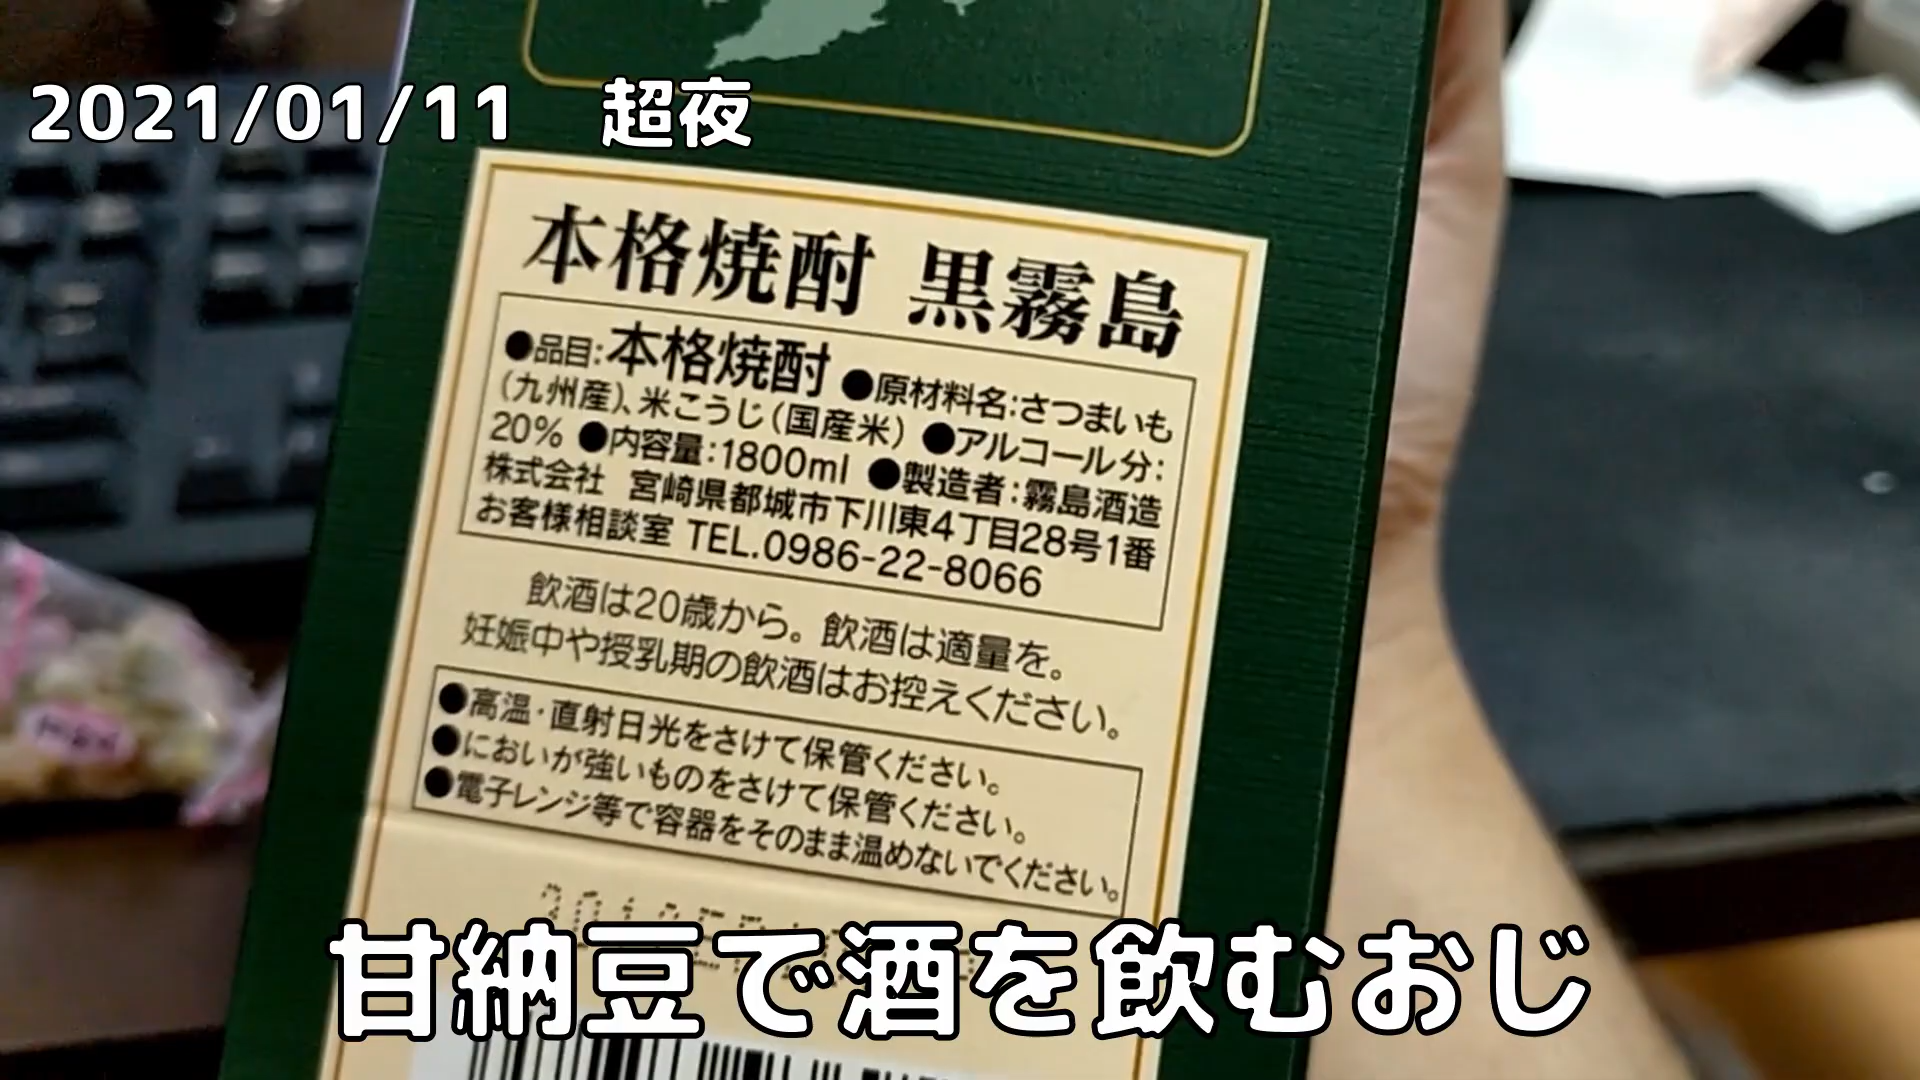 2021/01/11 超夜
本格焼酎 黒霧島
●品目:本格焼酎 ●原材料名:さつまいも
(九州産)、米こうじ(国産米) ●アルコール分:
20% ●内容量:1800ml ●製造者:霧島酒造
株式会社 宮崎県都城市下川東4丁目28号1番
お客様相談室 TEL.0986-22-8066
飲酒は20歳から。飲酒は適量を。
妊娠中や授乳期の飲酒はお控えください。
●高温・直射日光をさけて保管ください。
●においが強いものをさけて保管ください。
●電子レンジ等で容器をそのまま温めないでください。
甘納豆で酒を飲むおじ